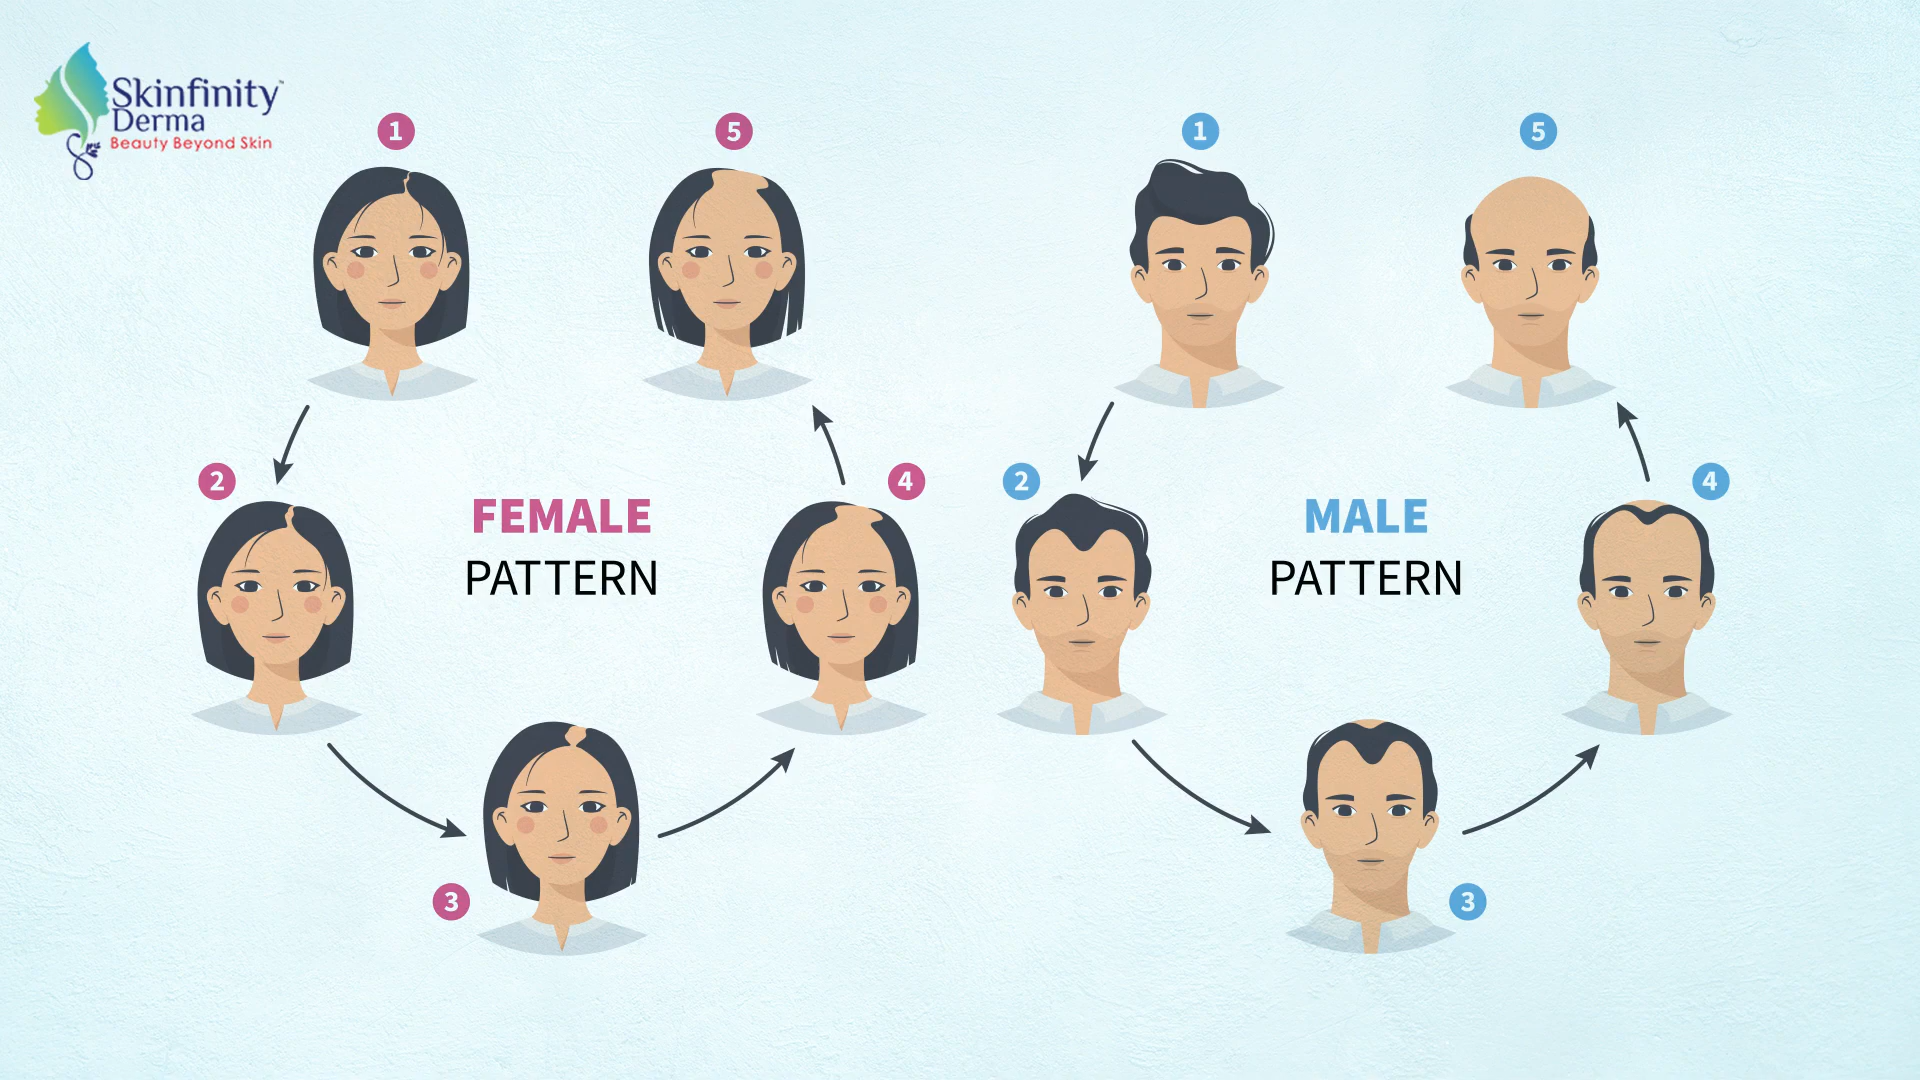 Skinfinity™
Derma
Beauty Beyond Skin
1
5
2
4
3
FEMALE
PATTERN
1
5
2
4
3
MALE
PATTERN